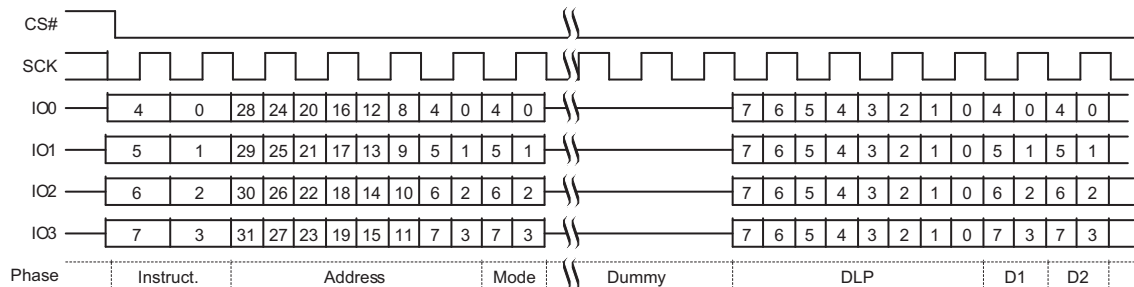 CS#
SCK
IO0 4 0 28 24 20 16 12 8 4 0 4 0 7 6 5 4 3 2 1 0 4 0 4 0
IO1 5 1 29 25 21 17 13 9 5 1 5 1 7 6 5 4 3 2 1 0 5 1 5 1
IO2 6 2 30 26 22 18 14 10 6 2 6 2 7 6 5 4 3 2 1 0 6 2 6 2
IO3 7 3 31 27 23 19 15 11 7 3 7 3 7 6 5 4 3 2 1 0 7 3 7 3
Phase Instruct. Address Mode Dummy DLP D1 D2